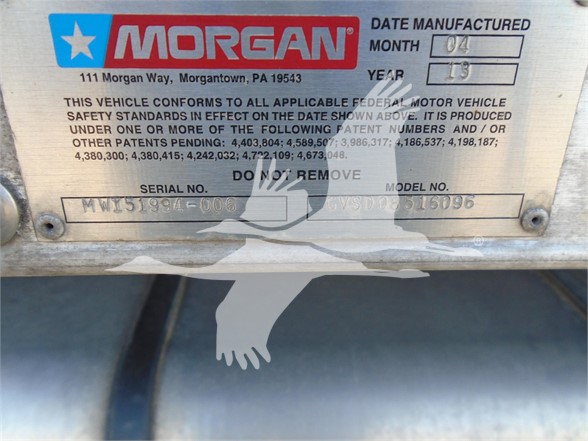 MORGAN®
DATE MANUFACTURED
MONTH 04
YEAR 13
111 Morgan Way, Morgantown, PA 19543
THIS VEHICLE CONFORMS TO ALL APPLICABLE FEDERAL MOTOR VEHICLE
SAFETY STANDARDS IN EFFECT ON THE DATE SHOWN ABOVE. IT IS PRODUCED
UNDER ONE OR MORE OF THE FOLLOWING PATENT NUMBERS AND / OR
OTHER PATENTS PENDING: 4,403,804; 4,589,507; 3,986,317; 4,186,537; 4,198,187;
4,380,300; 4,380,415; 4,242,032; 4,673,048.
DO NOT REMOVE
SERIAL NO. MODEL NO.